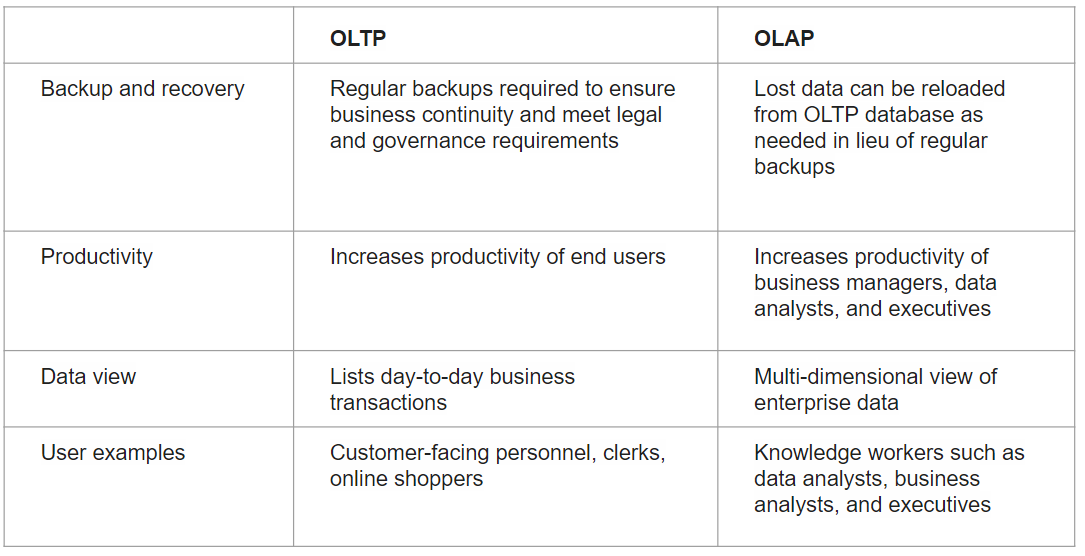 OLTP
OLAP
Backup and recovery
Regular backups required to ensure
business continuity and meet legal
and governance requirements
Lost data can be reloaded
from OLTP database as
needed in lieu of regular
backups
Productivity
Increases productivity of end users
Increases productivity of
business managers, data
analysts, and executives
Data view
Lists day-to-day business
transactions
Multi-dimensional view of
enterprise data
User examples
Customer-facing personnel, clerks,
online shoppers
Knowledge workers such as
data analysts, business
analysts, and executives